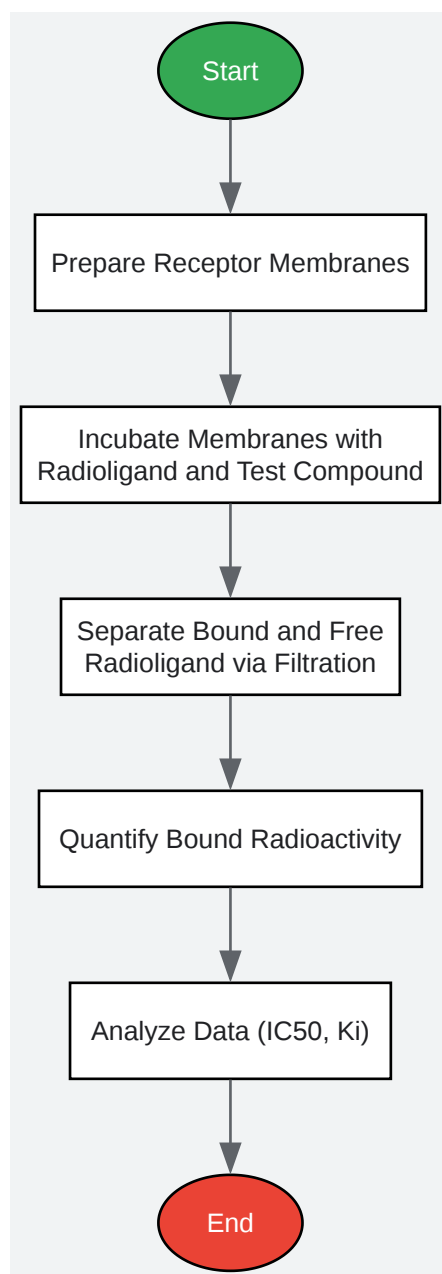 Start
Prepare Receptor Membranes
Incubate Membranes with
Radioligand and Test Compound
Separate Bound and Free
Radioligand via Filtration
Quantify Bound Radioactivity
Analyze Data (IC50, Ki)
End